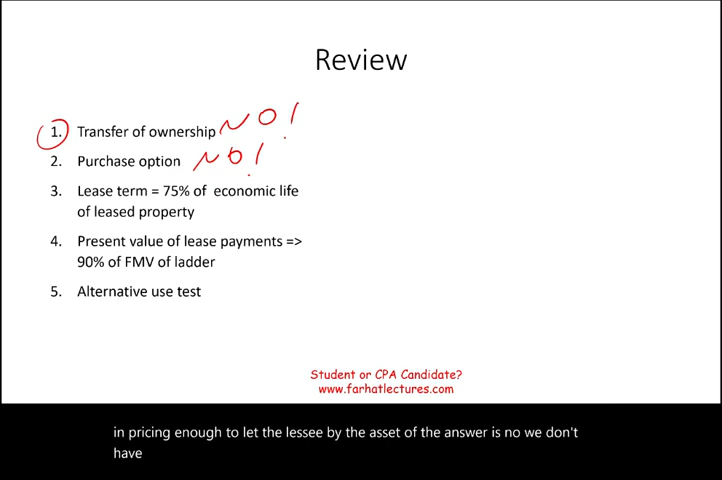 Review
1. Transfer of ownership NO!
2. Purchase option NO!
3. Lease term = 75% of economic life
of leased property
4. Present value of lease payments =>
90% of FMV of ladder
5. Alternative use test
Student or CPA Candidate?
www.farhatlectures.com
in pricing enough to let the lessee by the asset of the answer is no we don't
have